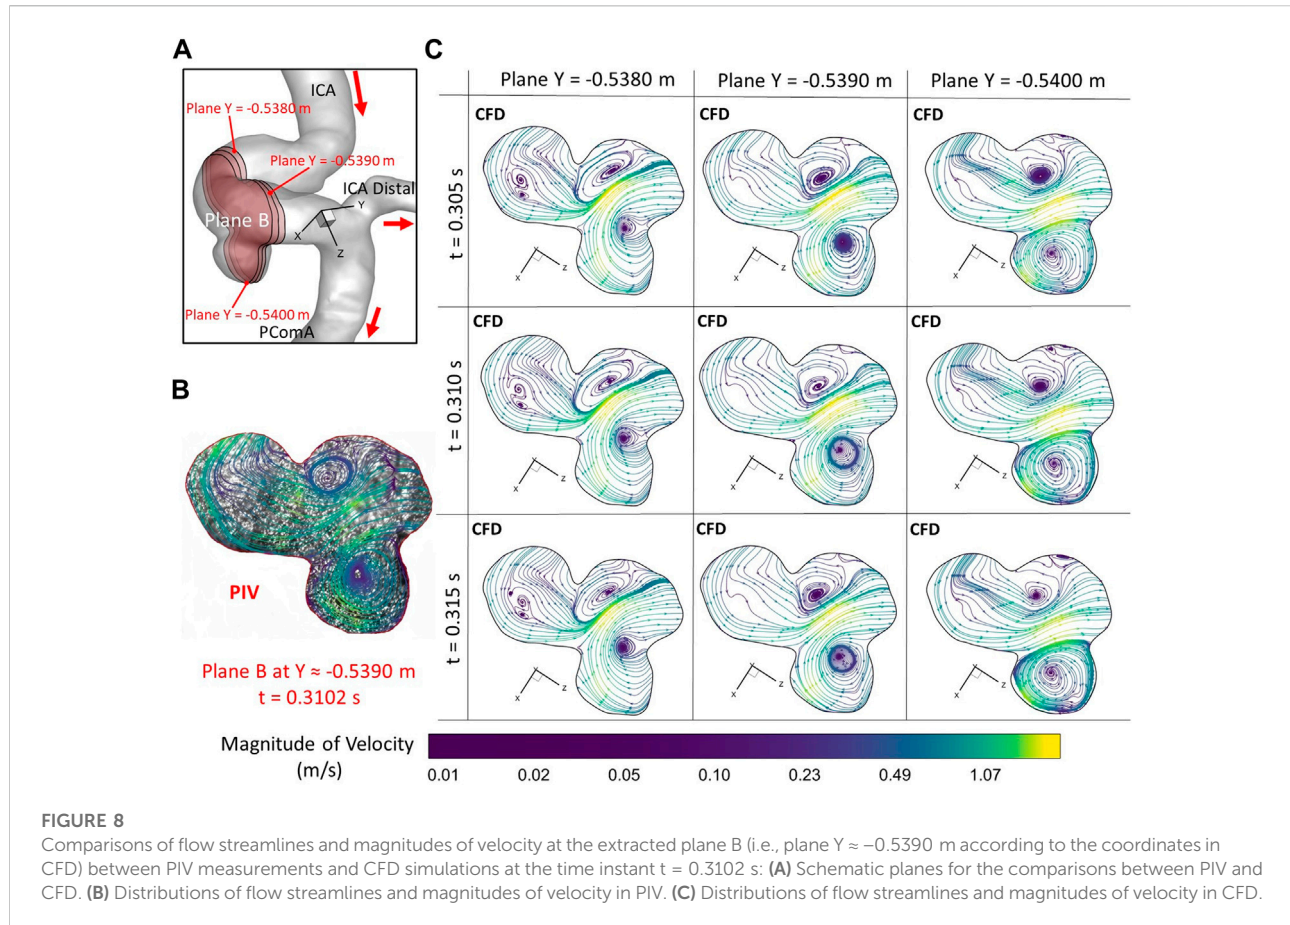 A
ICA
Plane Y = -0.5380 m
Plane Y = -0.5390 m
ICA Distal
Plane B
Y
X
Z
Plane Y = -0.5400 m
PComA
B
PIV
Plane B at Y ≈ -0.5390 m
t = 0.3102 s
C
Plane Y = -0.5380 m
Plane Y = -0.5390 m
Plane Y = -0.5400 m
t = 0.305 s
CFD
Y
X
Z
CFD
Y
X
Z
CFD
Y
X
Z
t = 0.310 s
CFD
Y
X
Z
CFD
Y
X
Z
CFD
Y
X
Z
t = 0.315 s
CFD
Y
X
Z
CFD
Y
X
Z
CFD
Y
X
Z
Magnitude of Velocity
(m/s)
0.01 0.02 0.05 0.10 0.23 0.49 1.07
FIGURE 8
Comparisons of flow streamlines and magnitudes of velocity at the extracted plane B (i.e., plane Y ≈ −0.5390 m according to the coordinates in
CFD) between PIV measurements and CFD simulations at the time instant t = 0.3102 s: (A) Schematic planes for the comparisons between PIV and
CFD. (B) Distributions of flow streamlines and magnitudes of velocity in PIV. (C) Distributions of flow streamlines and magnitudes of velocity in CFD.